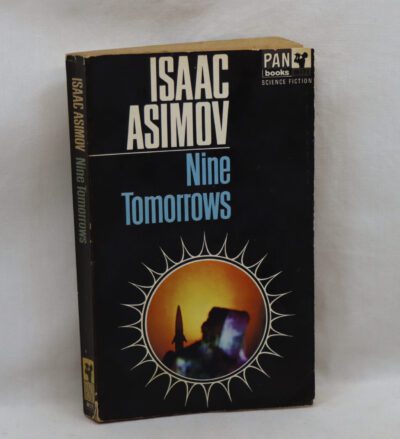 ISAAC
ASIMOV
Nine
Tomorrows
PAN
books
SCIENCE FICTION
ISAAC ASIMOV Nine Tomorrows